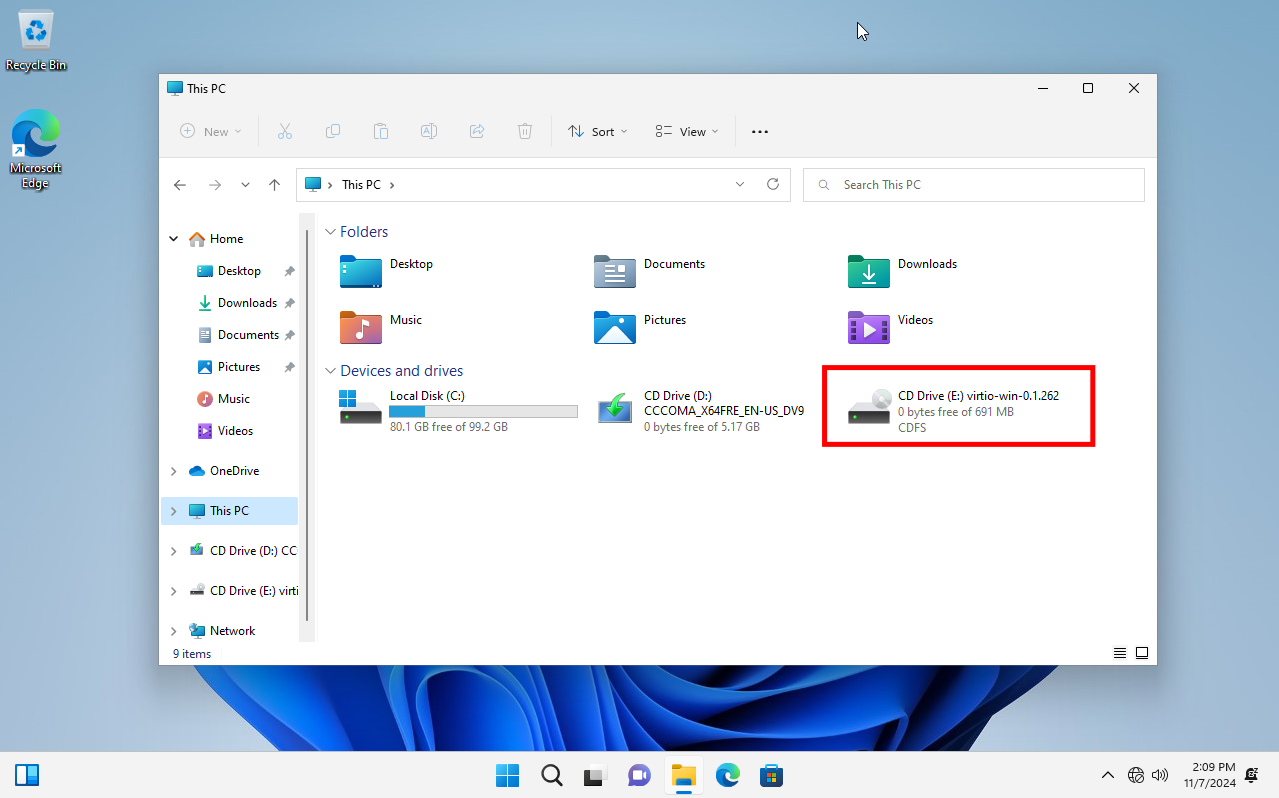 Recycle Bin
Microsoft
Edge
This PC
New
Sort
View
This PC
Search This PC
Home
Desktop
Downloads
Documents
Pictures
Music
Videos
OneDrive
This PC
CD Drive (D:) CC
CD Drive (E:) virti
Network
Folders
Desktop
Documents
Downloads
Music
Pictures
Videos
Devices and drives
Local Disk (C:)
80.1 GB free of 99.2 GB
CD Drive (D:)
CCCOMA_X64FRE_EN-US_DV9
0 bytes free of 5.17 GB
CD Drive (E:) virtio-win-0.1.262
0 bytes free of 691 MB
CDFS
9 items
2:09 PM
11/7/2024